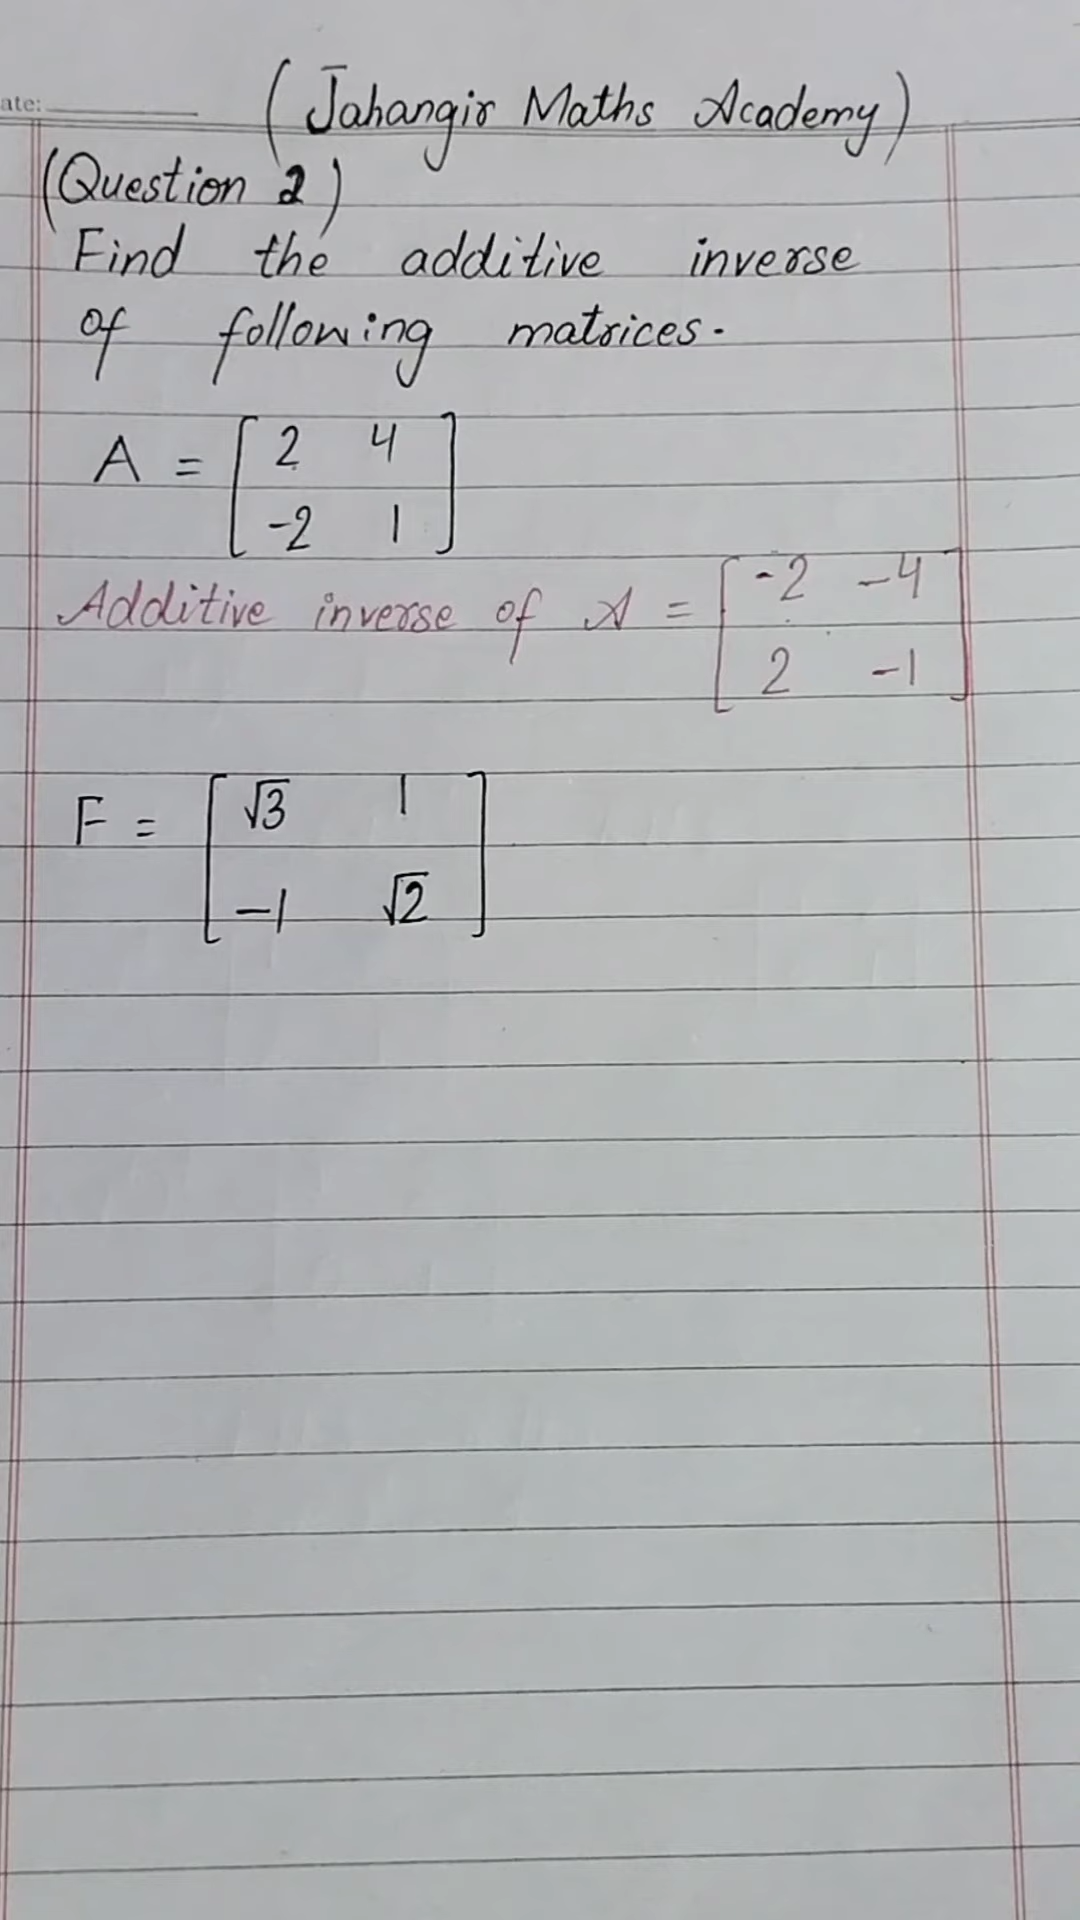 ate:
(Jahangir Maths Academy)
(Question 2)
Find the additive inverse
of following matrices.
A = [2 4
-2 1]
Additive inverse of A = [-2 -4
2 -1]
F = [√3 1
-1 √2]